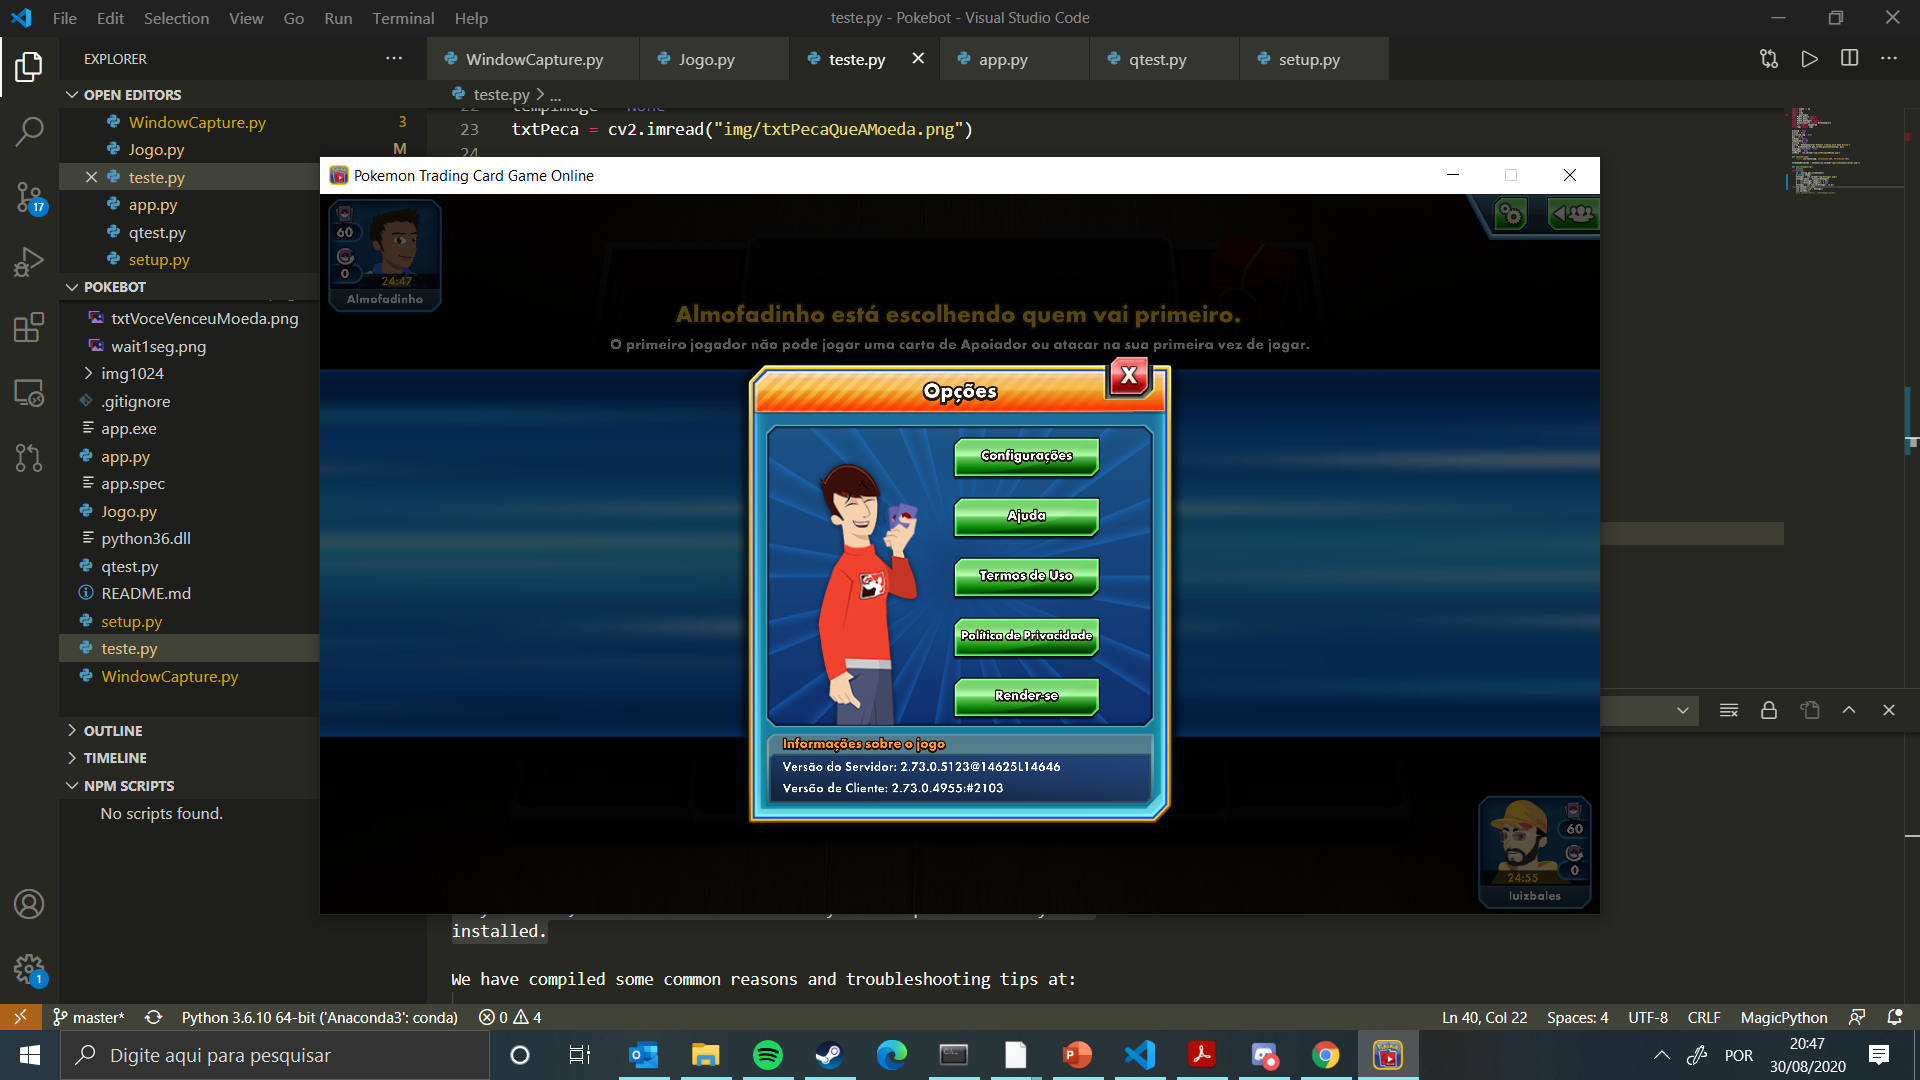 File Edit Selection View Go Run Terminal Help
teste.py - Pokebot - Visual Studio Code
EXPLORER
WindowCapture.py
Jogo.py
teste.py
app.py
qtest.py
setup.py
OPEN EDITORS
WindowCapture.py 3
Jogo.py M
teste.py
app.py
qtest.py
setup.py
POKEBOT
txtVoceVenceuMoeda.png
wait1seg.png
img1024
.gitignore
app.exe
app.py
app.spec
Jogo.py
python36.dll
qtest.py
README.md
setup.py
teste.py
WindowCapture.py
OUTLINE
TIMELINE
NPM SCRIPTS
No scripts found.
17
1
teste.py > ...
23 txtPeca = cv2.imread("img/txtPecaQueAMoeda.png")
24
Pokemon Trading Card Game Online
60
0
24:47
Almofadinho
Almofadinho está escolhendo quem vai primeiro.
O primeiro jogador não pode jogar uma carta de Apoiador ou atacar na sua primeira vez de jogar.
Opções
X
Configurações
Ajuda
Termos de Uso
Política de Privacidade
Render-se
Informações sobre o jogo
Versão do Servidor: 2.73.0.5123@14625L14646
Versão de Cliente: 2.73.0.4955:#2103
60
0
24:55
luizbales
installed.
We have compiled some common reasons and troubleshooting tips at:
master* Python 3.6.10 64-bit ('Anaconda3': conda) 0 4
Ln 40, Col 22 Spaces: 4 UTF-8 CRLF MagicPython
Digite aqui para pesquisar
POR
20:47
30/08/2020